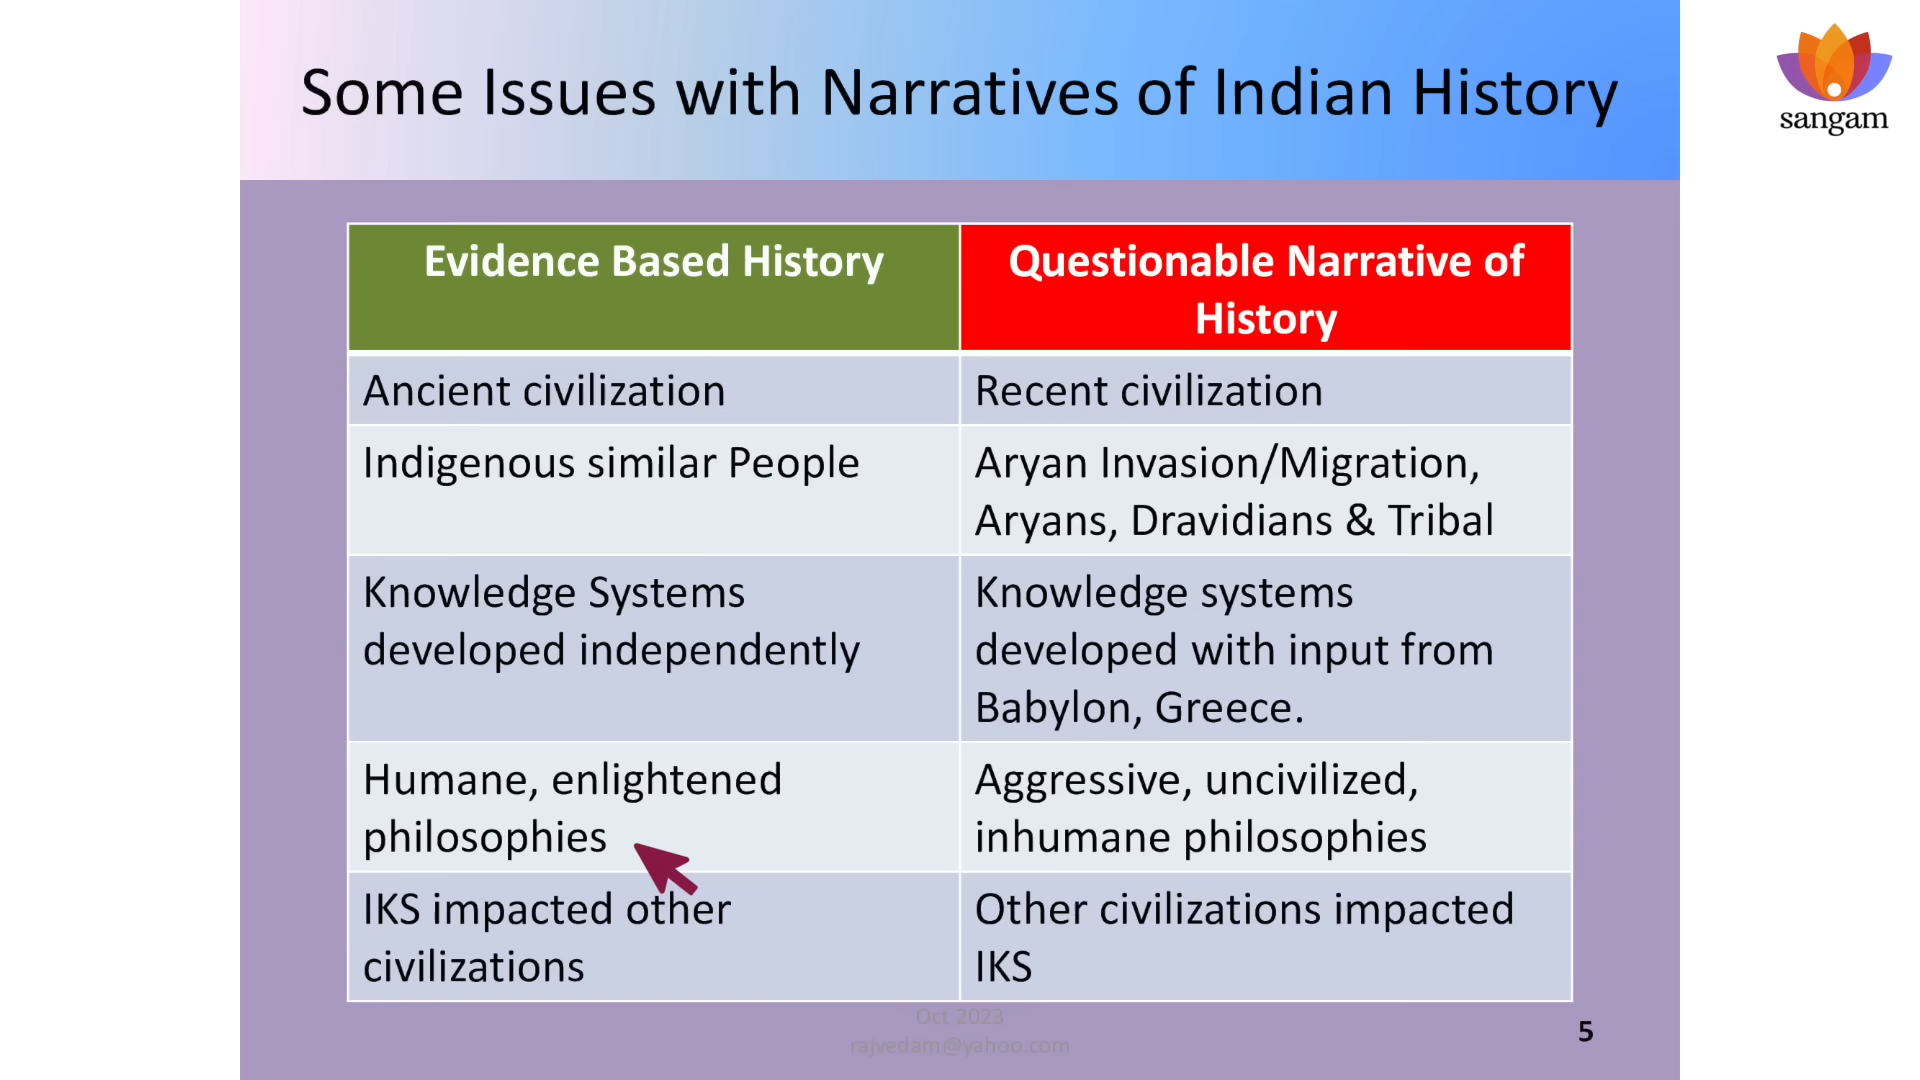 Some Issues with Narratives of Indian History
sangam
Evidence Based History
Questionable Narrative of
History
Ancient civilization
Recent civilization
Indigenous similar People
Aryan Invasion/Migration,
Aryans, Dravidians & Tribal
Knowledge Systems
developed independently
Knowledge systems
developed with input from
Babylon, Greece.
Humane, enlightened
philosophies
Aggressive, uncivilized,
inhumane philosophies
IKS impacted other
civilizations
Other civilizations impacted
IKS
Oct 2023
rajvedam@yahoo.com
5